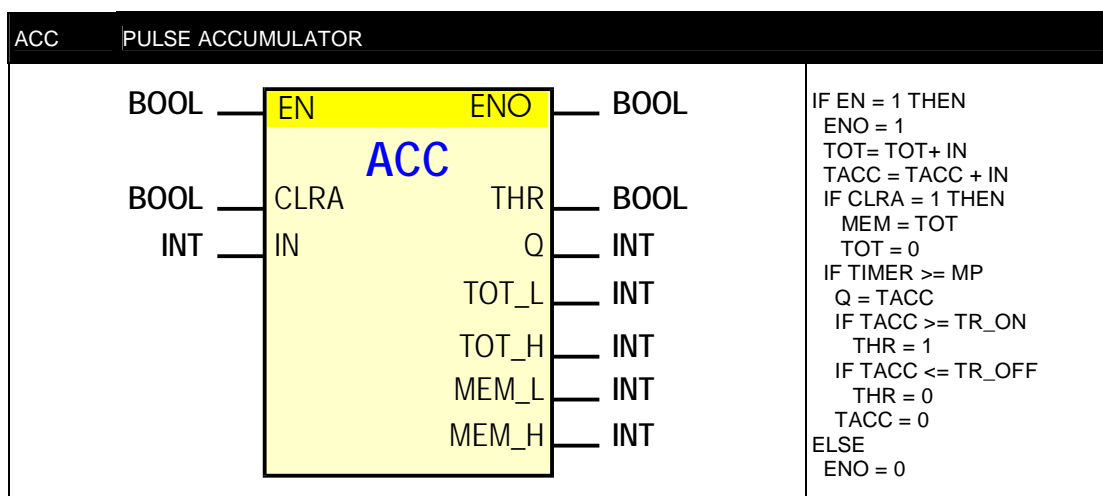 ACC PULSE ACCUMULATOR
BOOL EN ENO BOOL
ACC
BOOL CLRA THR BOOL
INT IN Q INT
TOT_L INT
TOT_H INT
MEM_L INT
MEM_H INT
IF EN = 1 THEN
ENO = 1
TOT= TOT+ IN
TACC = TACC + IN
IF CLRA = 1 THEN
MEM = TOT
TOT = 0
IF TIMER >= MP
Q = TACC
IF TACC >= TR_ON
THR = 1
IF TACC <= TR_OFF
THR = 0
TACC = 0
ELSE
ENO = 0